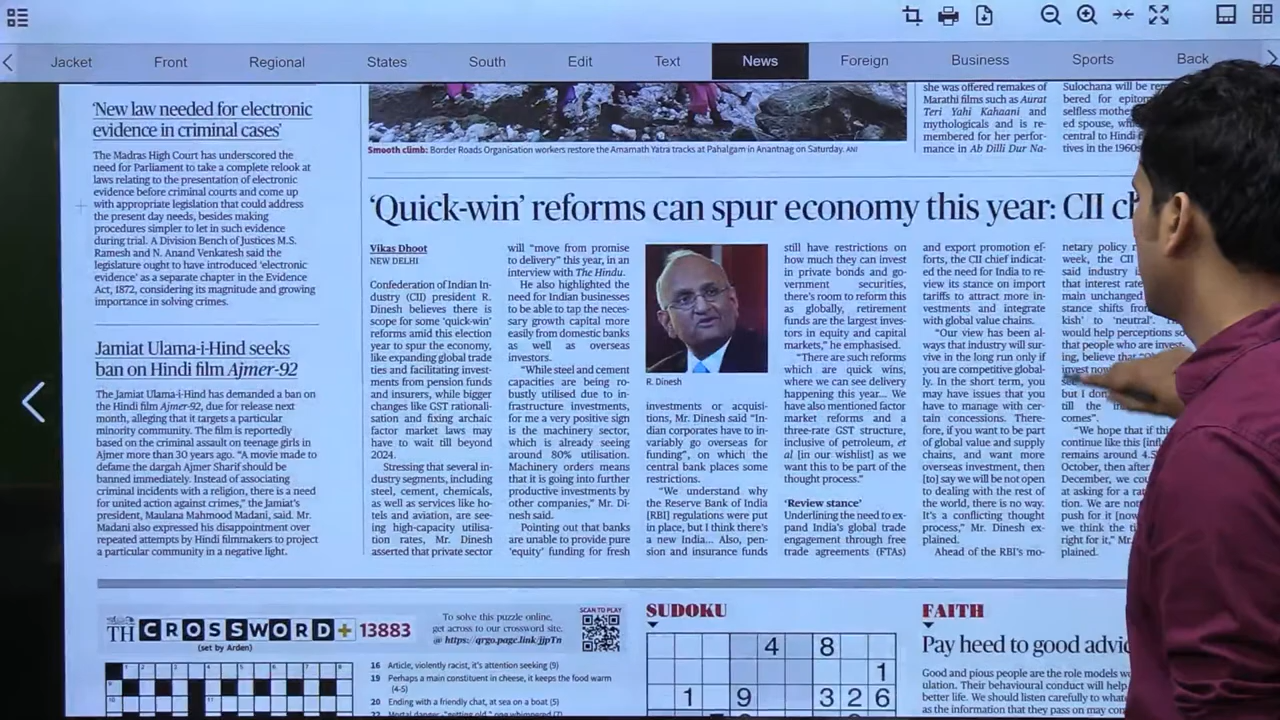 Jacket Front Regional States South Edit Text News Foreign Business Sports Back
'New law needed for electronic
evidence in criminal cases'
The Madras High Court has underscored the
need for Parliament to take a complete relook at
laws relating to the presentation of electronic
evidence before criminal courts and come up
with appropriate legislation that could address
the present day needs, besides making
procedures simpler to let in such evidence
during trial. A Division Bench of Justices M.S.
Ramesh and N. Anand Venkatesh said the
legislature ought to have introduced 'electronic
evidence' as a separate chapter in the Evidence
Act, 1872, considering its magnitude and growing
importance in solving crimes.
Jamiat Ulama-i-Hind seeks
ban on Hindi film Ajmer-92
The Jamiat Ulama-i-Hind has demanded a ban on
the Hindi film Ajmer-92, due for release next
month, alleging that it targets a particular
minority community. The film is reportedly
based on the criminal assault on teenage girls in
Ajmer more than 30 years ago. "A movie made to
defame the dargah Ajmer Sharif should be
banned immediately. Instead of associating
criminal incidents with a religion, there is a need
for united action against crimes," the Jamiat's
president, Maulana Mahmood Madani, said. Mr.
Madani also expressed his disappointment over
repeated attempts by Hindi filmmakers to project
a particular community in a negative light.
Smooth climb: Border Roads Organisation workers restore the Amarnath Yatra tracks at Pahalgam in Anantnag on Saturday. ANI
she was offered remakes of
Marathi films such as Aurat
Teri Yahi Kahaani and
mythologicals and is re-
membered for her perfor-
mance in Ab Dilli Dur Na-
Sulochana will be
bered for
selfless
ed spouse,
central to Hindi
tives in the 1960s
'Quick-win' reforms can spur economy this year: CII
Vikas Dhoot
NEW DELHI
Confederation of Indian In-
dustry (CII) president R.
Dinesh believes there is
scope for some 'quick-win'
reforms amid this election
year to spur the economy,
like expanding global trade
ties and facilitating invest-
ments from pension funds
and insurers, while bigger
changes like GST rationali-
sation and fixing archaic
factor market laws may
have to wait till beyond
2024.
Stressing that several in-
dustry segments, including
steel, cement, chemicals,
as well as services like ho-
tels and aviation, are see-
ing high-capacity utilisa-
tion rates, Mr. Dinesh
asserted that private sector
will "move from promise
to delivery" this year, in an
interview with The Hindu.
He also highlighted the
need for Indian businesses
to be able to tap the neces-
sary growth capital more
easily from domestic banks
as well as overseas
investors.
"While steel and cement
capacities are being ro-
bustly utilised due to in-
frastructure investments,
for me a very positive sign
is the machinery sector,
which is already seeing
around 80% utilisation.
Machinery orders means
that it is going into further
productive investments by
other companies," Mr. Di-
nesh said.
Pointing out that banks
are unable to provide pure
'equity' funding for fresh
R. Dinesh
investments or acquisi-
tions, Mr. Dinesh said "In-
dian corporates have to in-
variably go overseas for
funding", on which the
central bank places some
restrictions.
"We understand why
the Reserve Bank of India
[RBI] regulations were put
in place, but I think there's
a new India... Also, pen-
sion and insurance funds
still have restrictions on
how much they can invest
in private bonds and go-
vernment securities,
there's room to reform this
as globally, retirement
funds are the largest inves-
tors in equity and capital
markets," he emphasised.
"There are such reforms
which are quick wins,
where we can see delivery
happening this year... We
have also mentioned factor
market reforms and a
three-rate GST structure,
inclusive of petroleum, et
al [in our wishlist] as we
want this to be part of the
thought process."
'Review stance'
Underlining the need to ex-
pand India's global trade
engagement through free
trade agreements (FTAs)
and export promotion ef-
forts, the CII chief indicat-
ed the need for India to re-
view its stance on import
tariffs to attract more in-
vestments and integrate
with global value chains.
"Our view has been al-
ways that industry will sur-
vive in the long run only if
you are competitive global-
ly. In the short term, you
may have issues that you
have to manage with cer-
tain concessions. There-
fore, if you want to be part
of global value and supply
chains, and want more
overseas investment, then
[to] say we will be not open
to dealing with the rest of
the world, there is no way.
It's a conflicting thought
process," Mr. Dinesh ex-
plained.
Ahead of the RBI's mo-
netary policy
week, the CII
said industry
that interest rate
main unchanged
stance shifts from
kish' to 'neutral'.
would help perceptions
that people who are invest-
ing, believe that
invest now
see
but I don
till the
comes".
"We hope that if this
continue like this
remains around 4.5
October, then after
December, we
at asking for a
tion. We are not
push for it [now
we think the
right for it," Mr.
plained.
TH CROSSWORD+ 13883
(set by Arden)
To solve this puzzle online,
get across to our crossword site.
@ https://qrgo.page.link/jjpTn
SCAN TO PLAY
16 Article, violently racist, it's attention seeking (9)
19 Perhaps a main constituent in cheese, it keeps the food warm
(4-5)
20 Ending with a friendly chat, at sea on a boat (5)
SUDOKU
4 8
1
1 9 3 2 6
FAITH
Pay heed to good
Good and pious people are the role models
ulation. Their behavioural conduct will help
better life. We should listen carefully to what
as the information that they pass on may